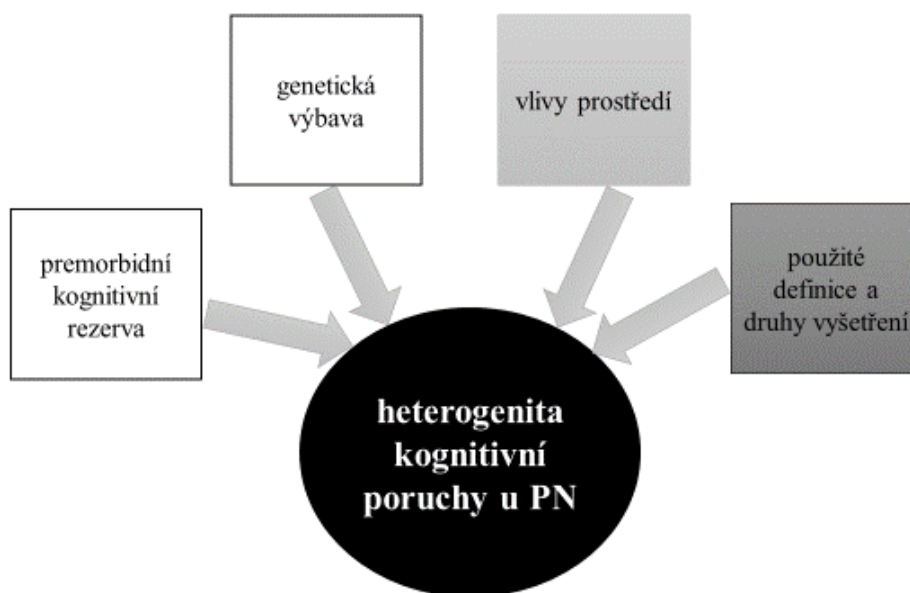 genetická
výbava
vlivy prostředí
premorbidní
kognitivní
rezerva
použité
definice a
druhy vyšetření
heterogenita
kognitivní
poruchy u PN